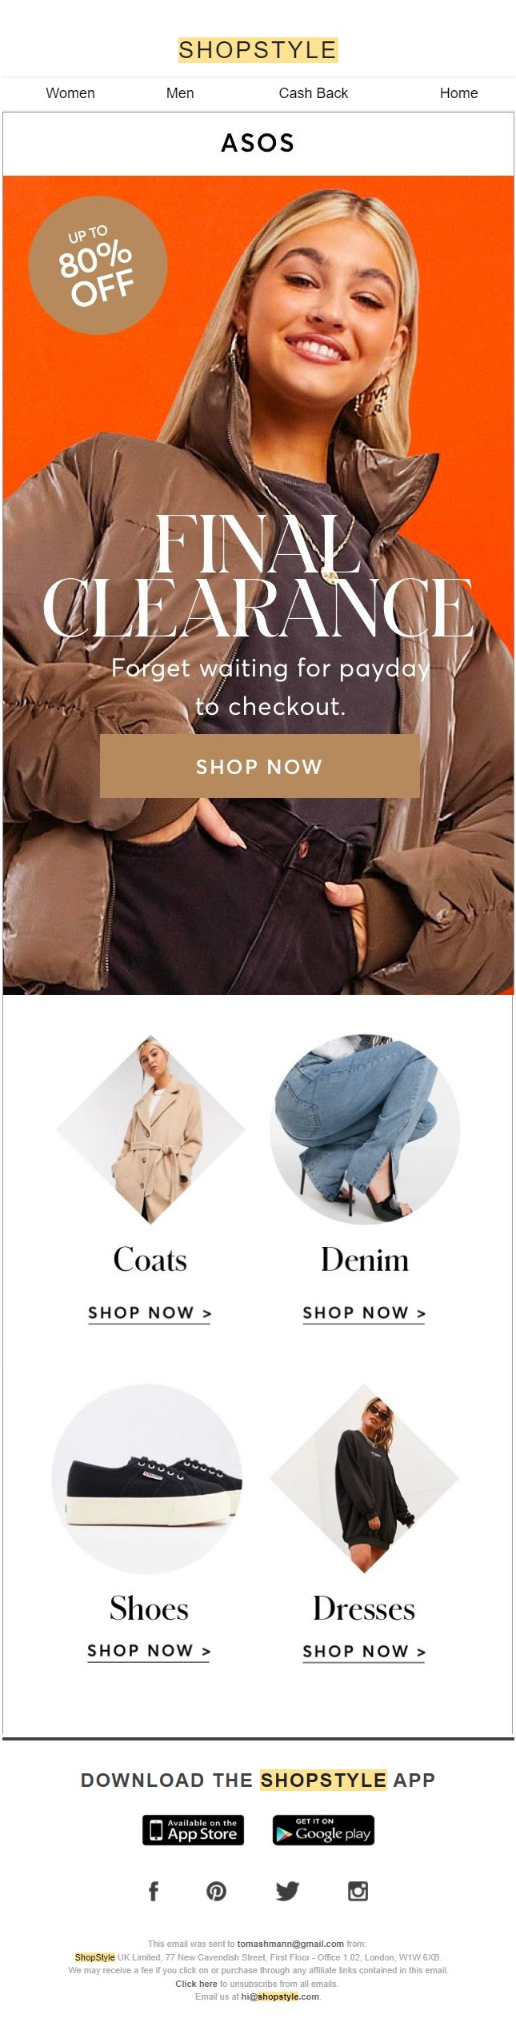 SHOPSTYLE
Women Men Cash Back Home
ASOS
UP TO
80%
OFF
FINAL
CLEARANCE
Forget waiting for payday
to checkout.
SHOP NOW
Coats Denim
SHOP NOW > SHOP NOW >
Shoes Dresses
SHOP NOW > SHOP NOW >
DOWNLOAD THE SHOPSTYLE APP
Available on the
App Store
GET IT ON
Google play
This email was sent to tomashmann@gmail.com from:
ShopStyle UK Limited, 77 New Cavendish Street, First Floor - Office 1.02, London, W1W 6XB.
We may receive a fee if you click on or purchase through any affiliate links contained in this email.
Click here to unsubscribe from all emails.
Email us at hi@shopstyle.com.